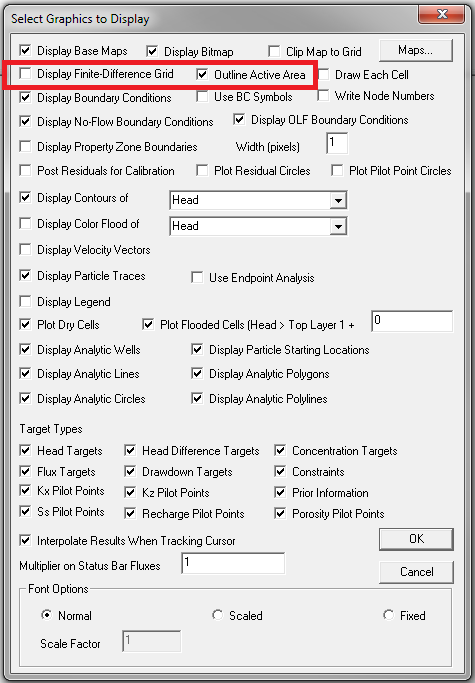 Select Graphics to Display
Display Base Maps Display Bitmap Clip Map to Grid Maps...
Display Finite-Difference Grid Outline Active Area Draw Each Cell
Display Boundary Conditions Use BC Symbols Write Node Numbers
Display No-Flow Boundary Conditions Display OLF Boundary Conditions
Display Property Zone Boundaries Width (pixels) 1
Post Residuals for Calibration Plot Residual Circles Plot Pilot Point Circles
Display Contours of Head
Display Color Flood of Head
Display Velocity Vectors
Display Particle Traces Use Endpoint Analysis
Display Legend
Plot Dry Cells Plot Flooded Cells (Head > Top Layer 1 + 0
Display Analytic Wells Display Particle Starting Locations
Display Analytic Lines Display Analytic Polygons
Display Analytic Circles Display Analytic Polylines
Target Types
Head Targets Head Difference Targets Concentration Targets
Flux Targets Drawdown Targets Constraints
Kx Pilot Points Kz Pilot Points Prior Information
Ss Pilot Points Recharge Pilot Points Porosity Pilot Points
Interpolate Results When Tracking Cursor OK
Multiplier on Status Bar Fluxes 1 Cancel
Font Options
Normal Scaled Fixed
Scale Factor 1